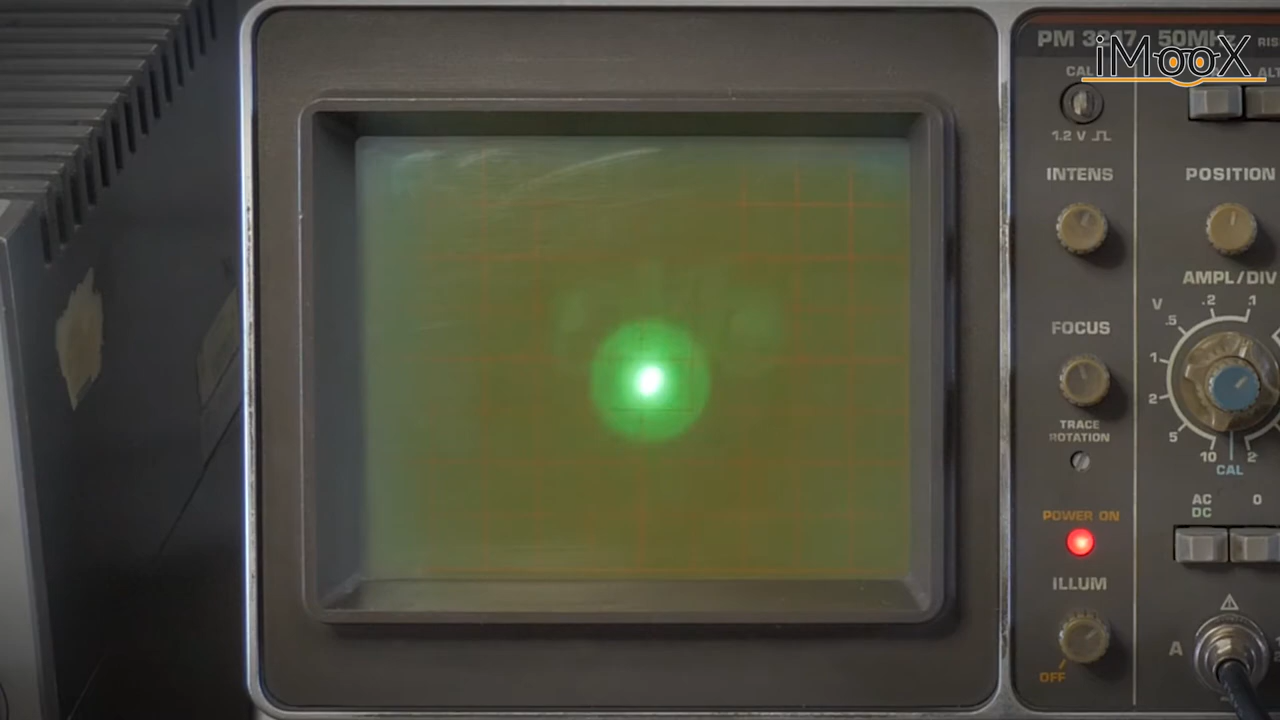 PM 3217 50MHz
iMooX
CAL
ALT
1.2 V
INTENS
POSITION
AMPL/DIV
V
.5
.2
.1
1
2
5
10
2
CAL
FOCUS
TRACE
ROTATION
POWER ON
AC
DC
0
ILLUM
OFF
A